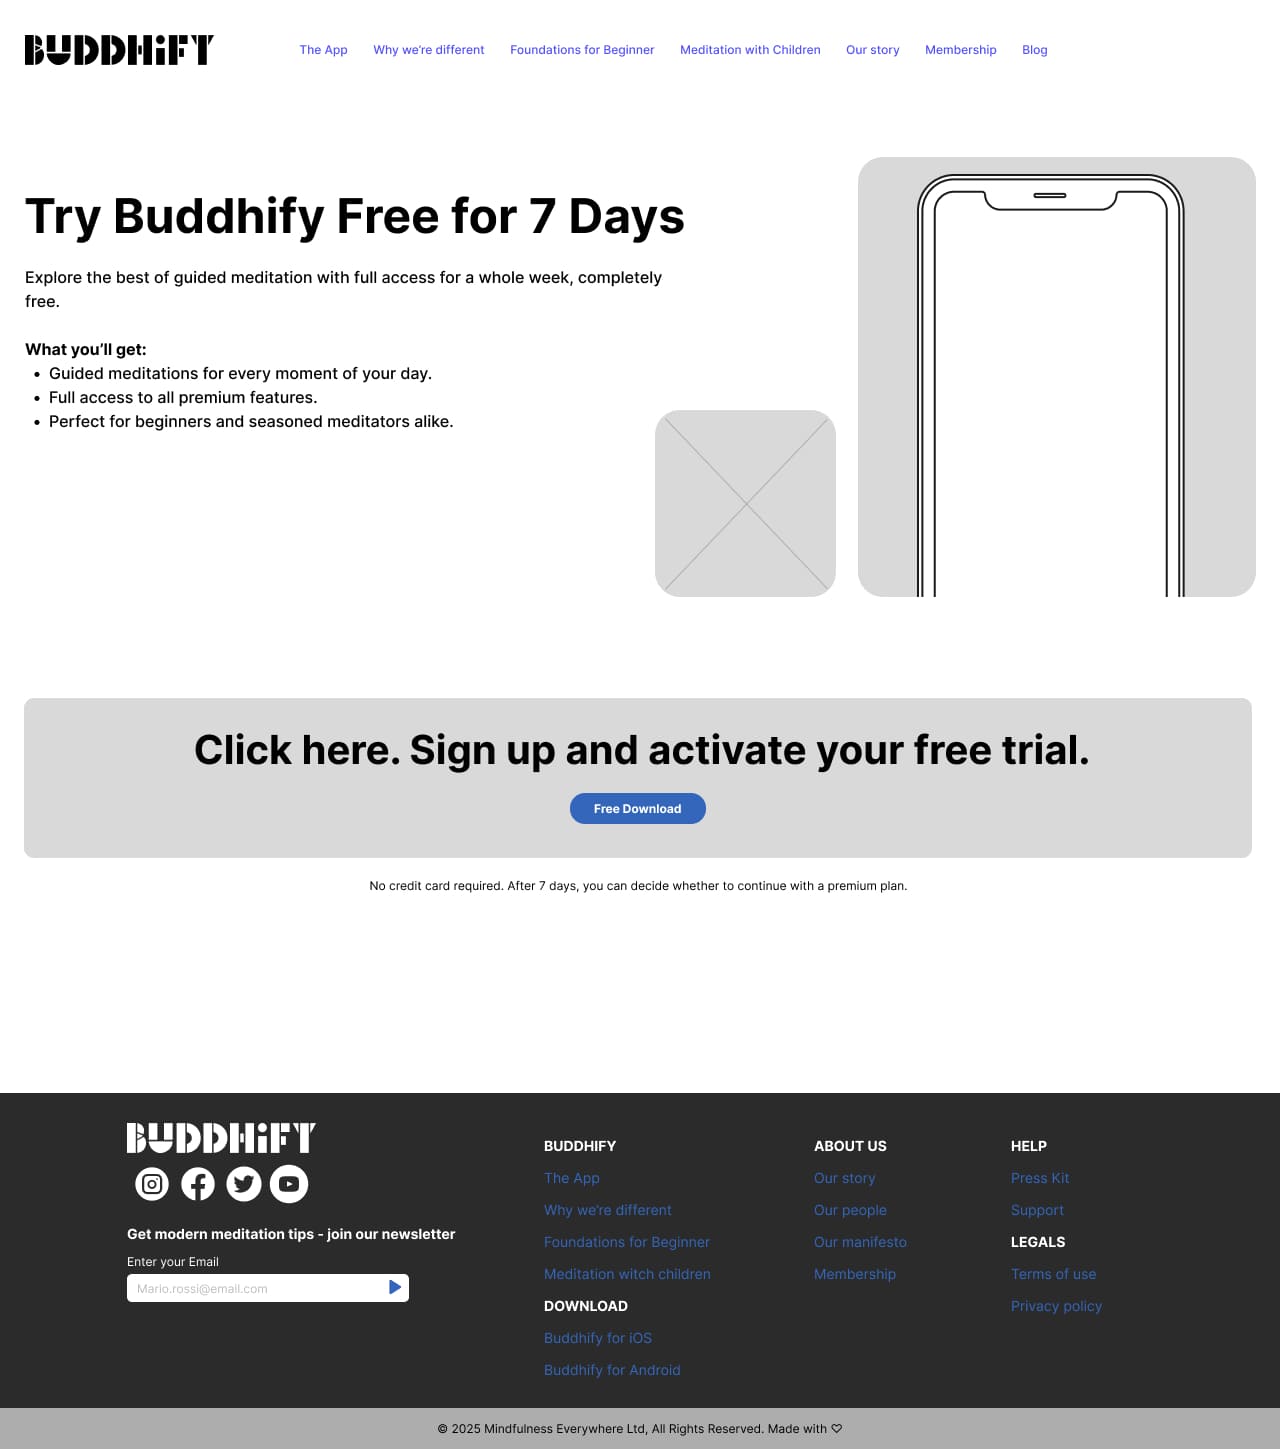 BUDDHiFY
The App Why we're different Foundations for Beginner Meditation with Children Our story Membership Blog
Try Buddhify Free for 7 Days
Explore the best of guided meditation with full access for a whole week, completely
free.
What you'll get:
• Guided meditations for every moment of your day.
• Full access to all premium features.
• Perfect for beginners and seasoned meditators alike.
Click here. Sign up and activate your free trial.
Free Download
No credit card required. After 7 days, you can decide whether to continue with a premium plan.
BUDDHiFY
Get modern meditation tips - join our newsletter
Enter your Email
Mario.rossi@email.com
BUDDHIFY
The App
Why we're different
Foundations for Beginner
Meditation witch children
DOWNLOAD
Buddhify for iOS
Buddhify for Android
ABOUT US
Our story
Our people
Our manifesto
Membership
HELP
Press Kit
Support
LEGALS
Terms of use
Privacy policy
© 2025 Mindfulness Everywhere Ltd, All Rights Reserved. Made with ♡